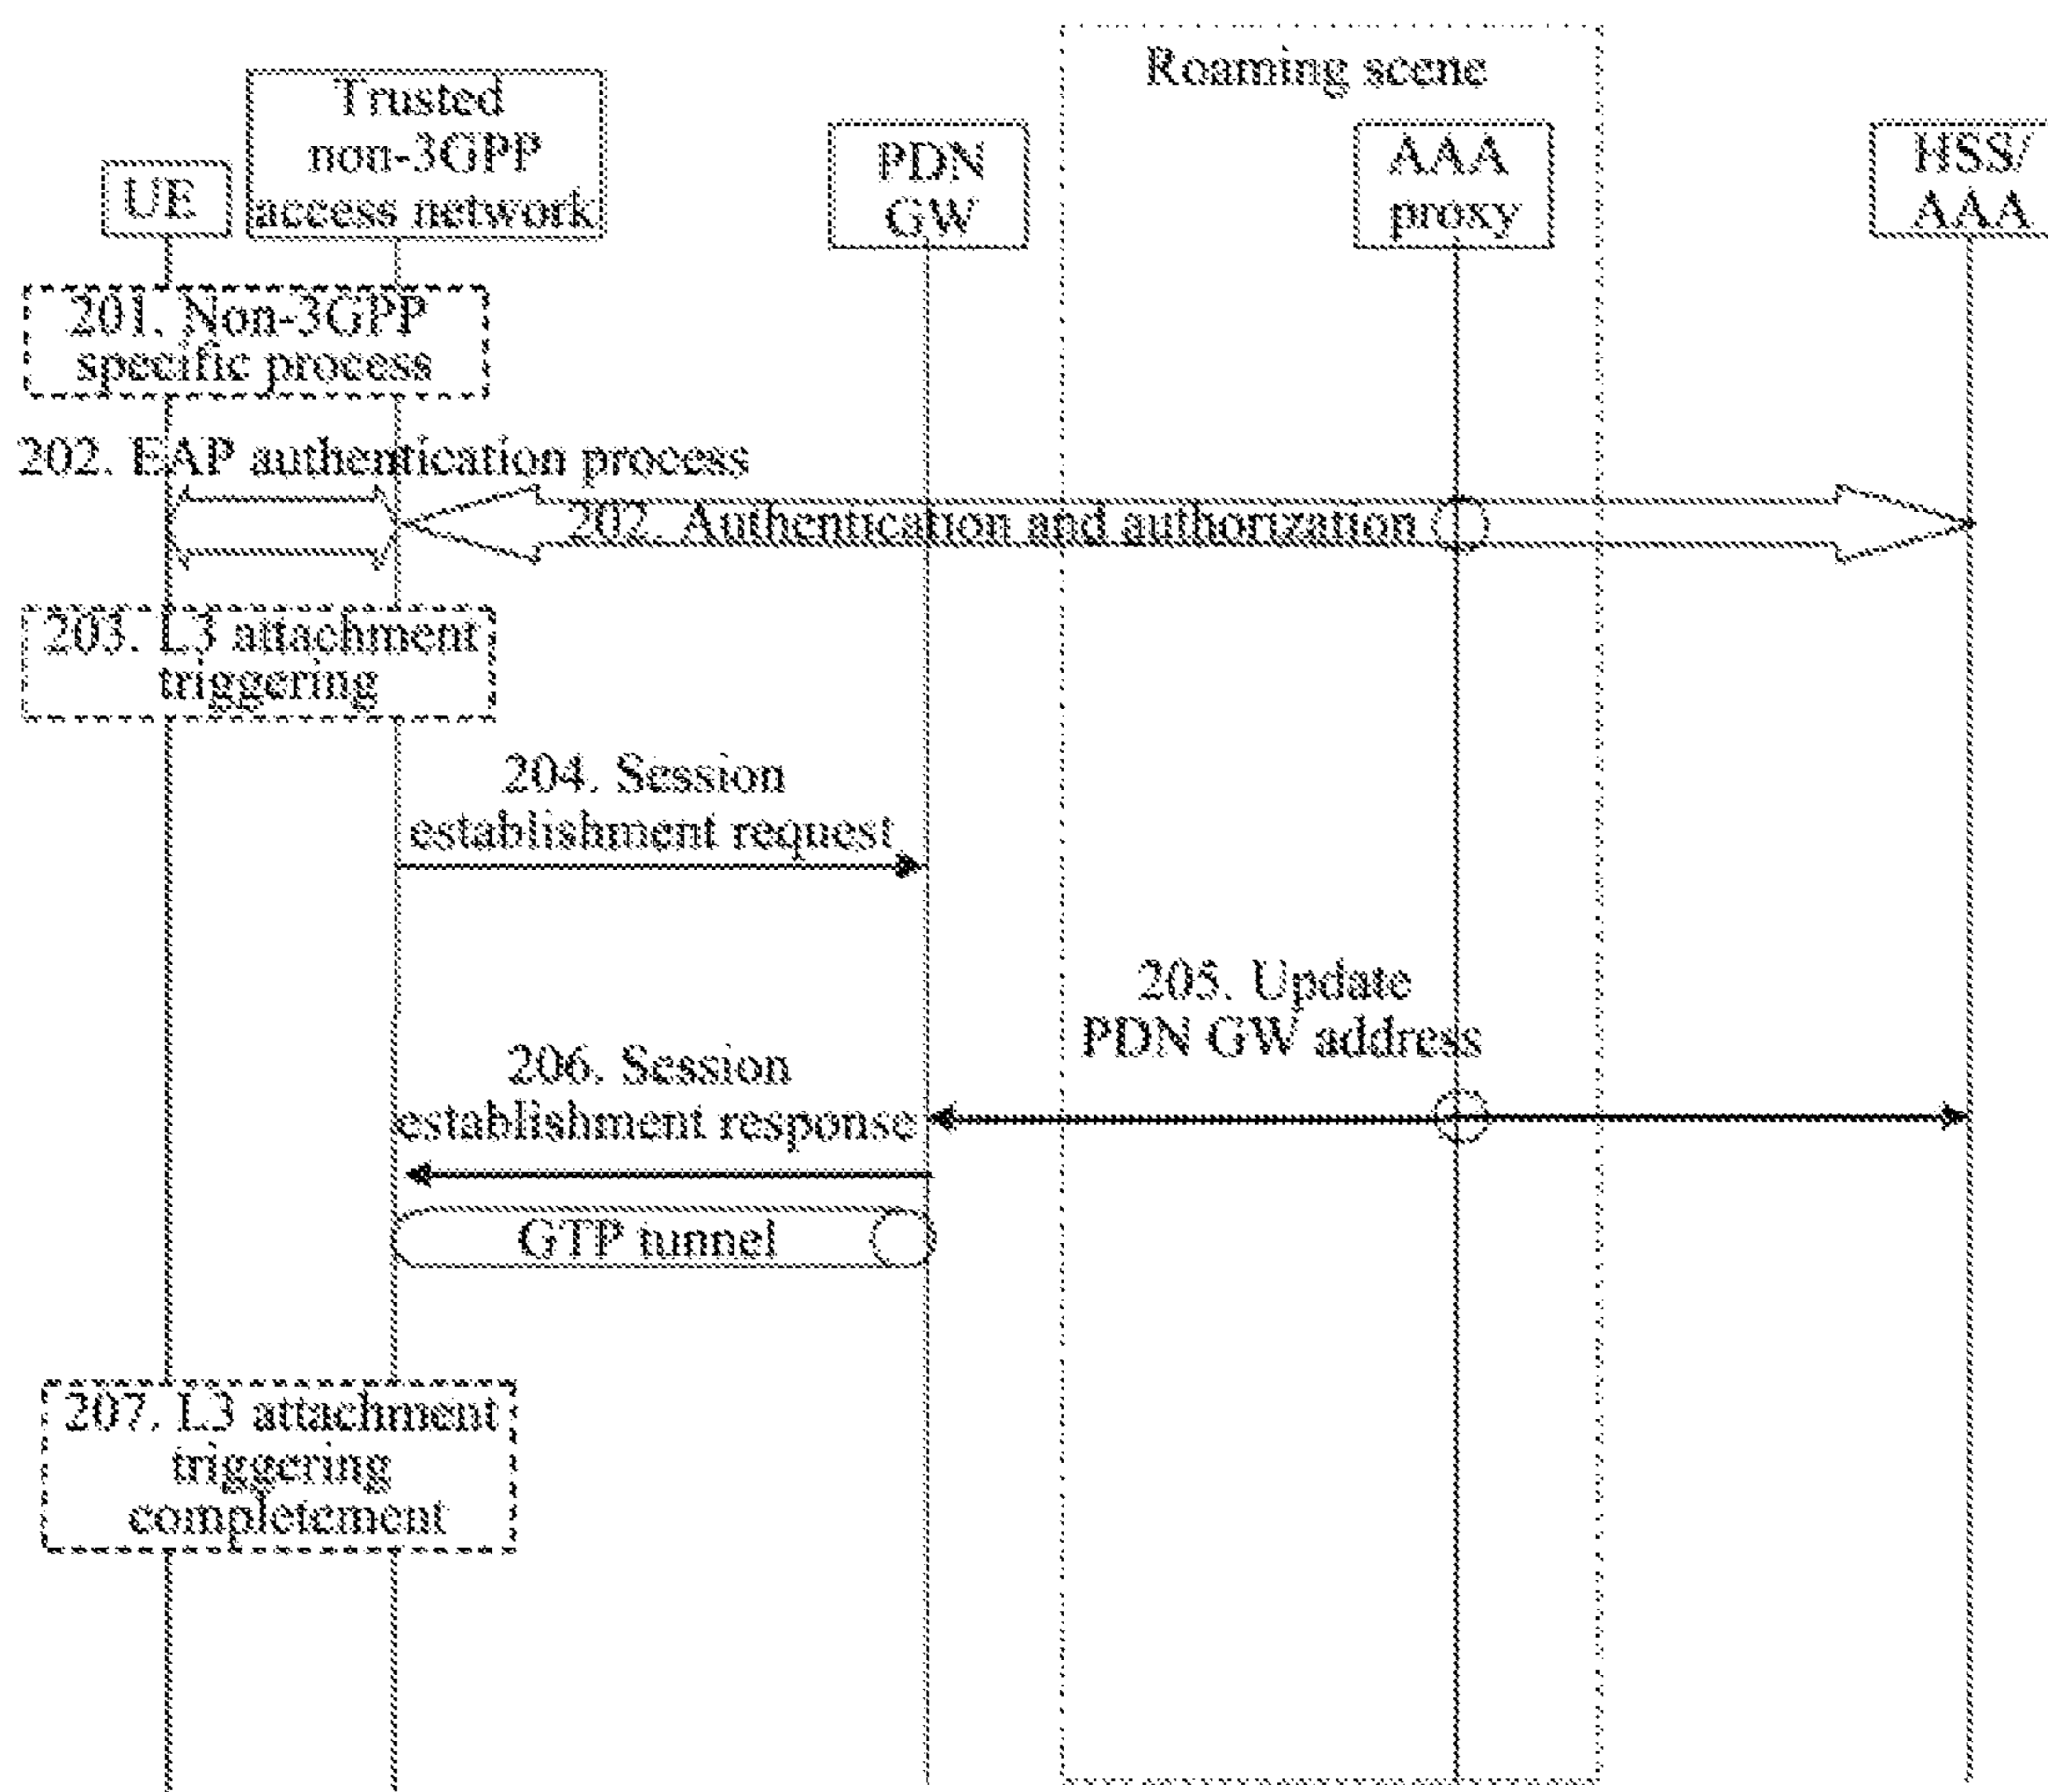 Roaming scene
UE
Trusted
non-3GPP
access network
PDN
GW
AAA
proxy
HSS/
AAA
201. Non-3GPP
specific process
202. EAP authentication process
202. Authentication and authorization
203. L3 attachment
triggering
204. Session
establishment request
205. Update
PDN GW address
206. Session
establishment response
GTP tunnel
207. L3 attachment
triggering
completement